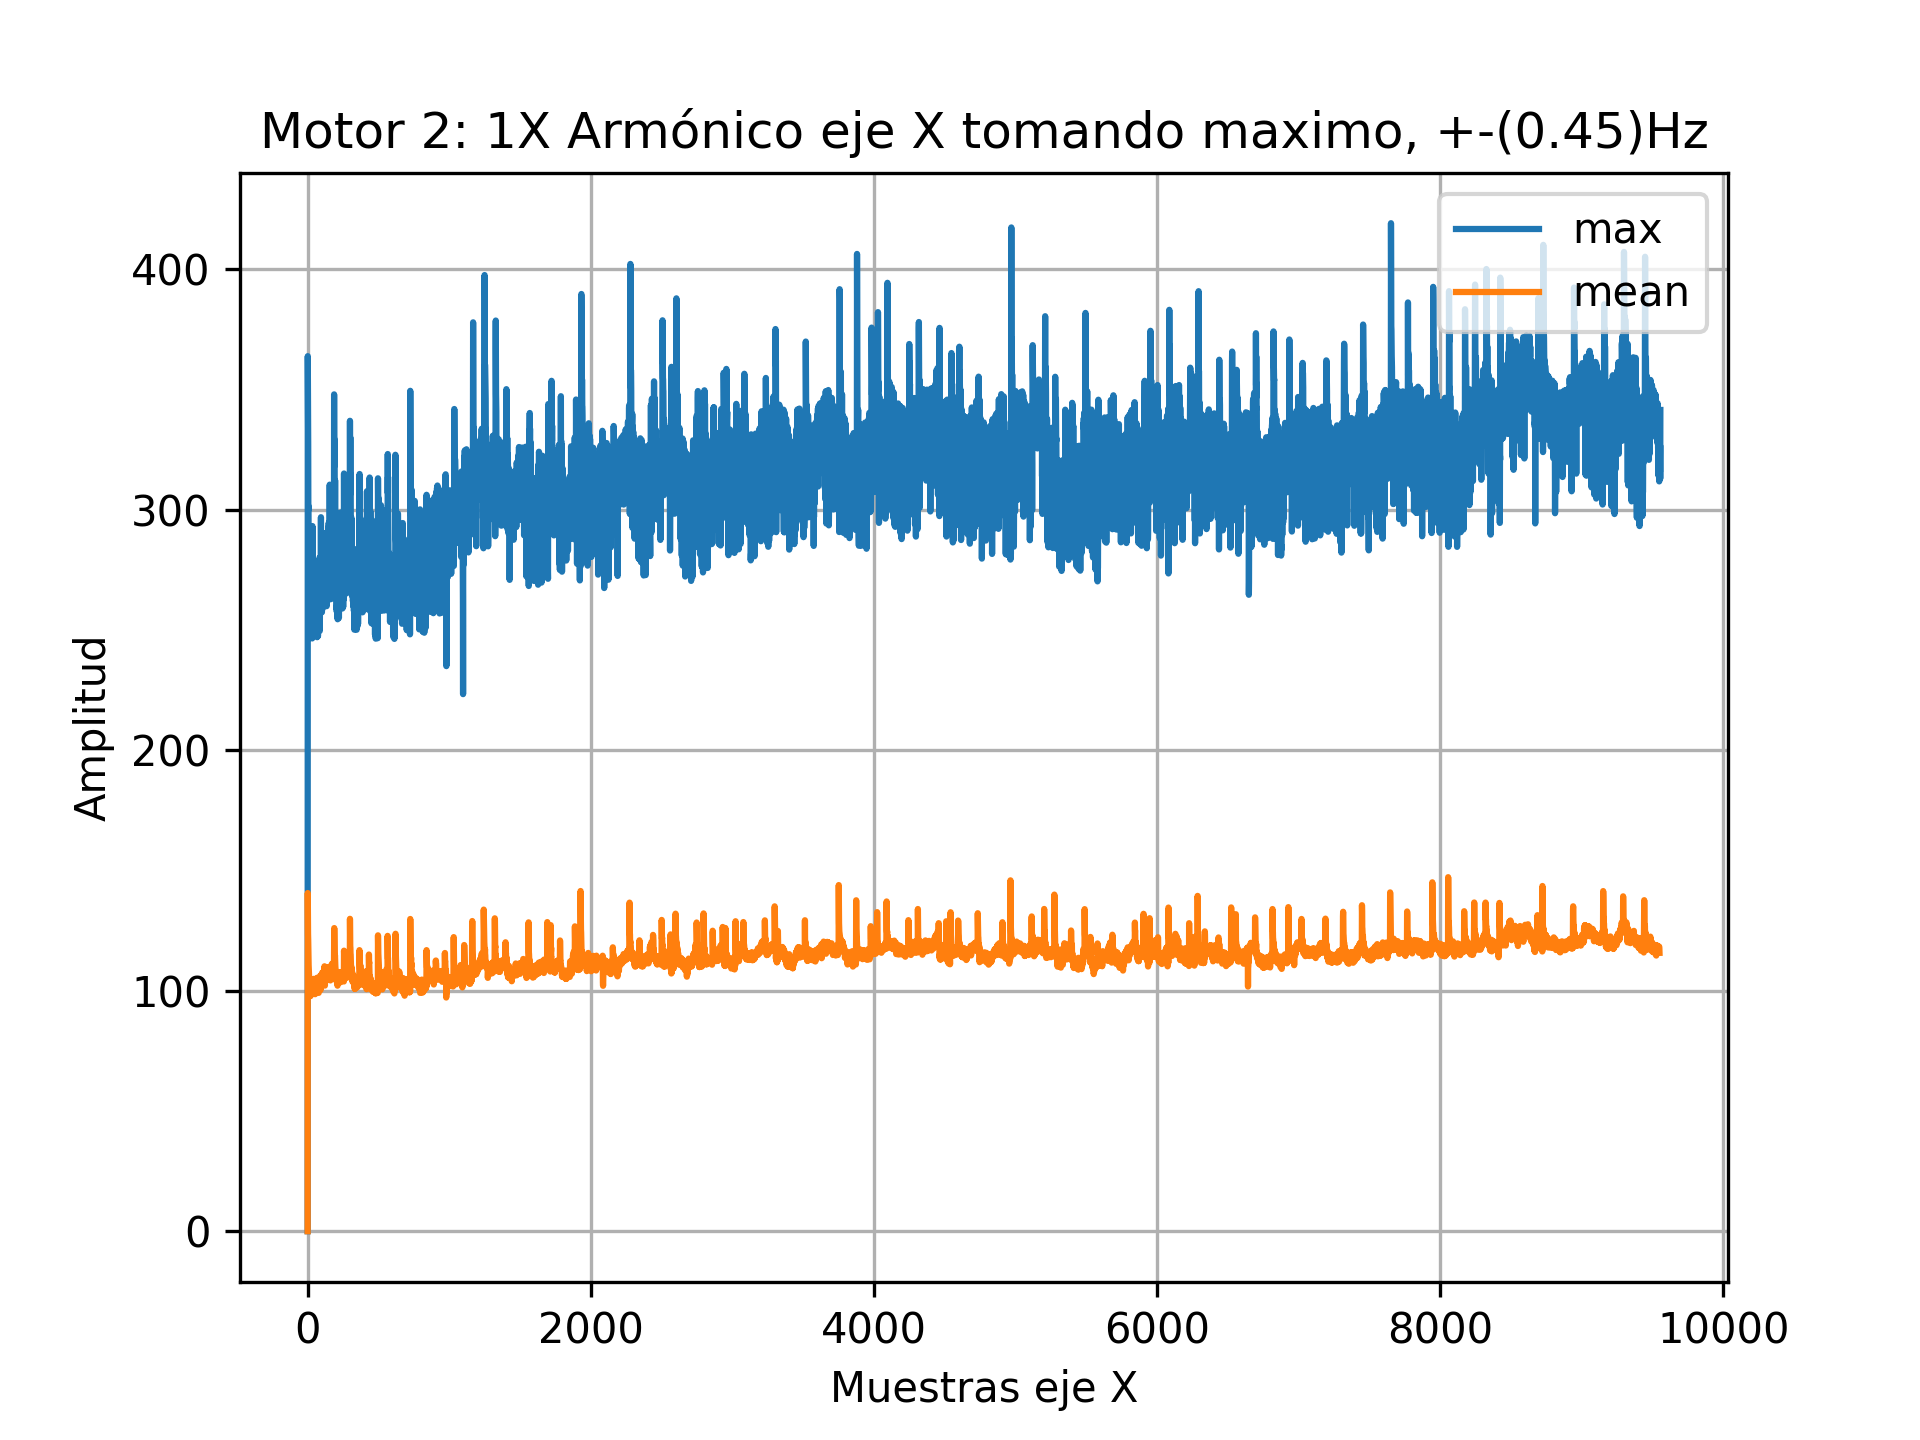 Motor 2: 1X Armónico eje X tomando maximo, +-(0.45)Hz
max
mean
400
300
200
100
0
Amplitud
0 2000 4000 6000 8000 10000
Muestras eje X